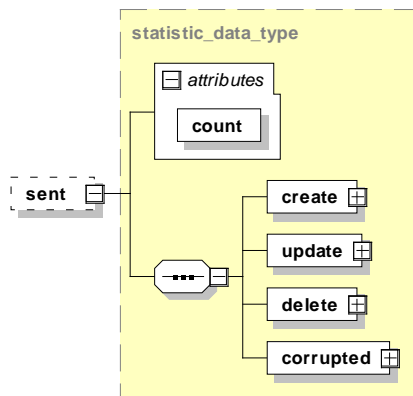 statistic_data_type
attributes
count
sent
create
update
delete
corrupted